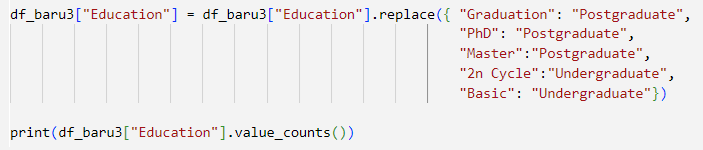 df_baru3["Education"] = df_baru3["Education"].replace({ "Graduation": "Postgraduate",
"PhD": "Postgraduate",
"Master":"Postgraduate",
"2n Cycle":"Undergraduate",
"Basic": "Undergraduate"})
print(df_baru3["Education"].value_counts())